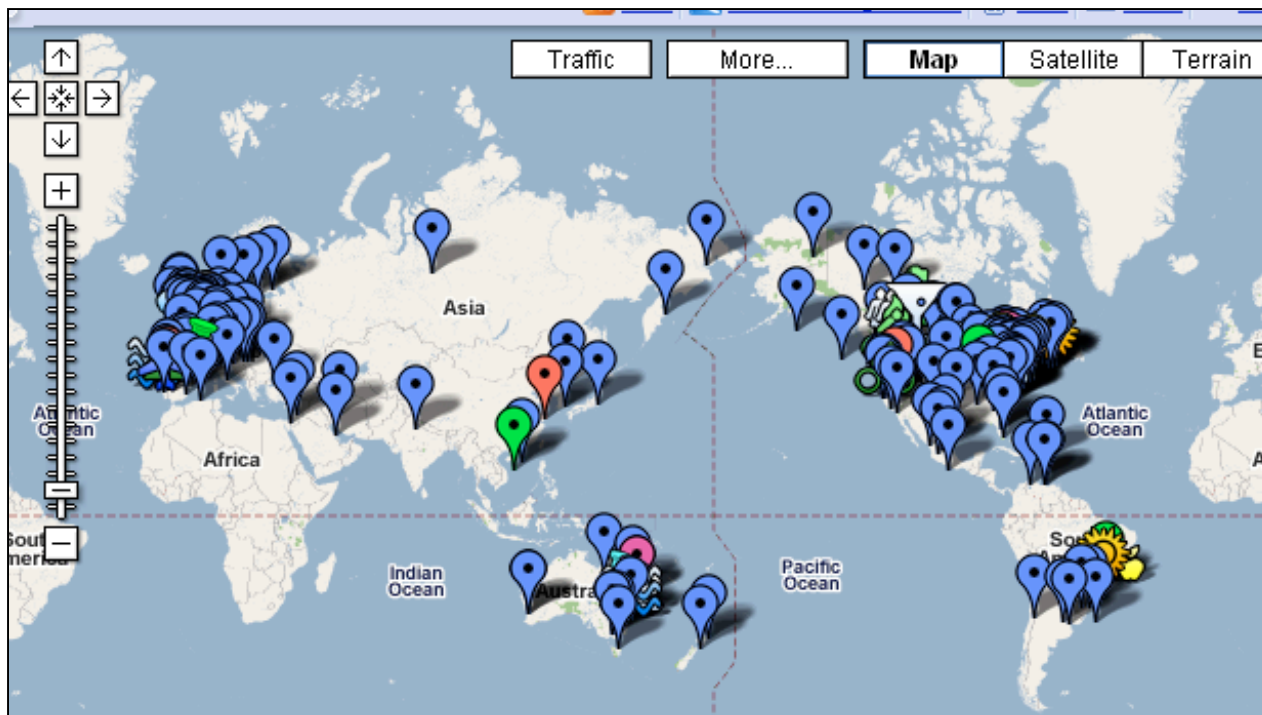 Traffic
More...
Map
Satellite
Terrain
Asia
Atlantic
Ocean
Africa
Atlantic
Ocean
Indian
Ocean
Pacific
Ocean